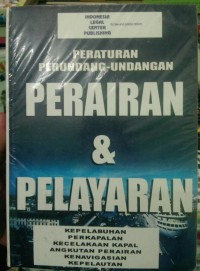 INDONESIA
LEGAL
CENTER
PUBLISHING
PERATURAN
PERUNDANG-UNDANGAN
PERAIRAN
&
PELAYARAN
KEPELABUHAN
PERKAPALAN
KECELAKAAN KAPAL
ANGKUTAN PERAIRAN
KENAVIGASIAN
KEPELAUTAN